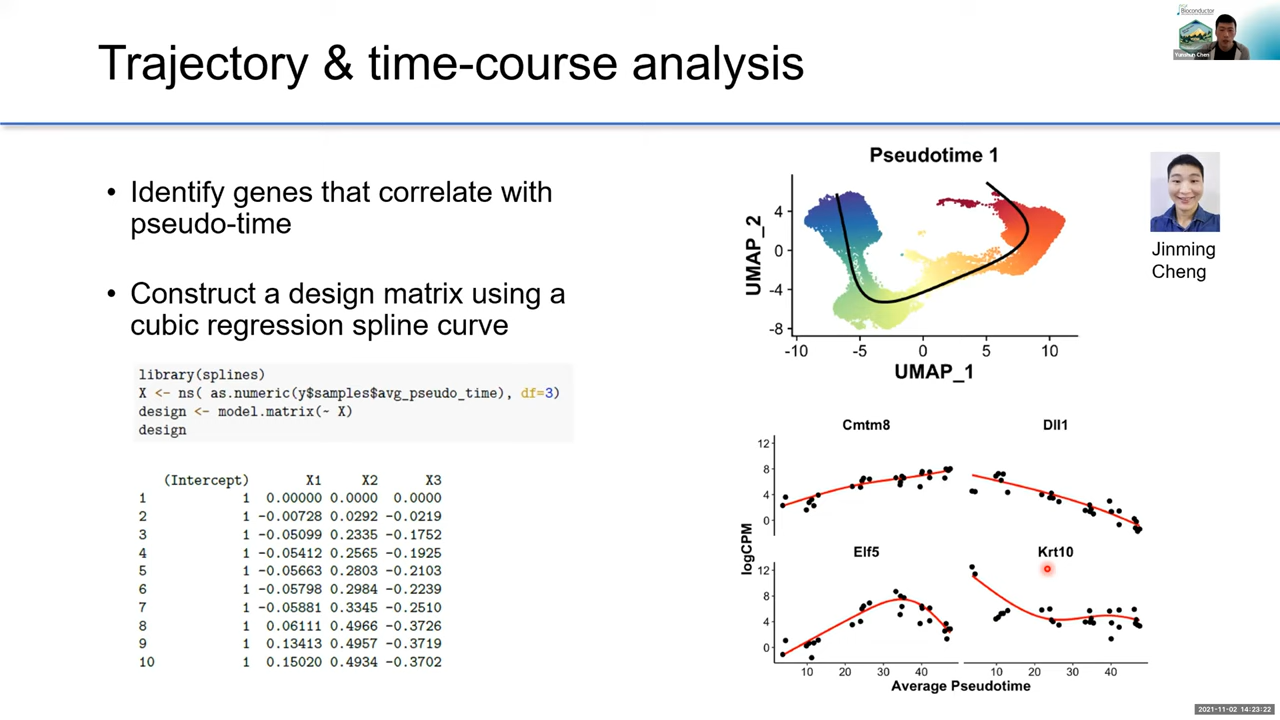 Trajectory & time-course analysis
Bioconductor
Yunshun Chen
• Identify genes that correlate with
pseudo-time
• Construct a design matrix using a
cubic regression spline curve
library(splines)
X <- ns( as.numeric(y$samples$avg_pseudo_time), df=3)
design <- model.matrix(~ X)
design
(Intercept) X1 X2 X3
1 1 0.00000 0.0000 0.0000
2 1 -0.00728 0.0292 -0.0219
3 1 -0.05099 0.2335 -0.1752
4 1 -0.05412 0.2565 -0.1925
5 1 -0.05663 0.2803 -0.2103
6 1 -0.05798 0.2984 -0.2239
7 1 -0.05881 0.3345 -0.2510
8 1 0.06111 0.4966 -0.3726
9 1 0.13413 0.4957 -0.3719
10 1 0.15020 0.4934 -0.3702
Pseudotime 1
UMAP_2
4
0
-4
-8
-10 -5 0 5 10
UMAP_1
Jinming
Cheng
Cmtm8 Dll1
12
8
4
0
logCPM
Elf5 Krt10
12
8
4
0
10 20 30 40 10 20 30 40
Average Pseudotime
2021-11-02 14:23:22